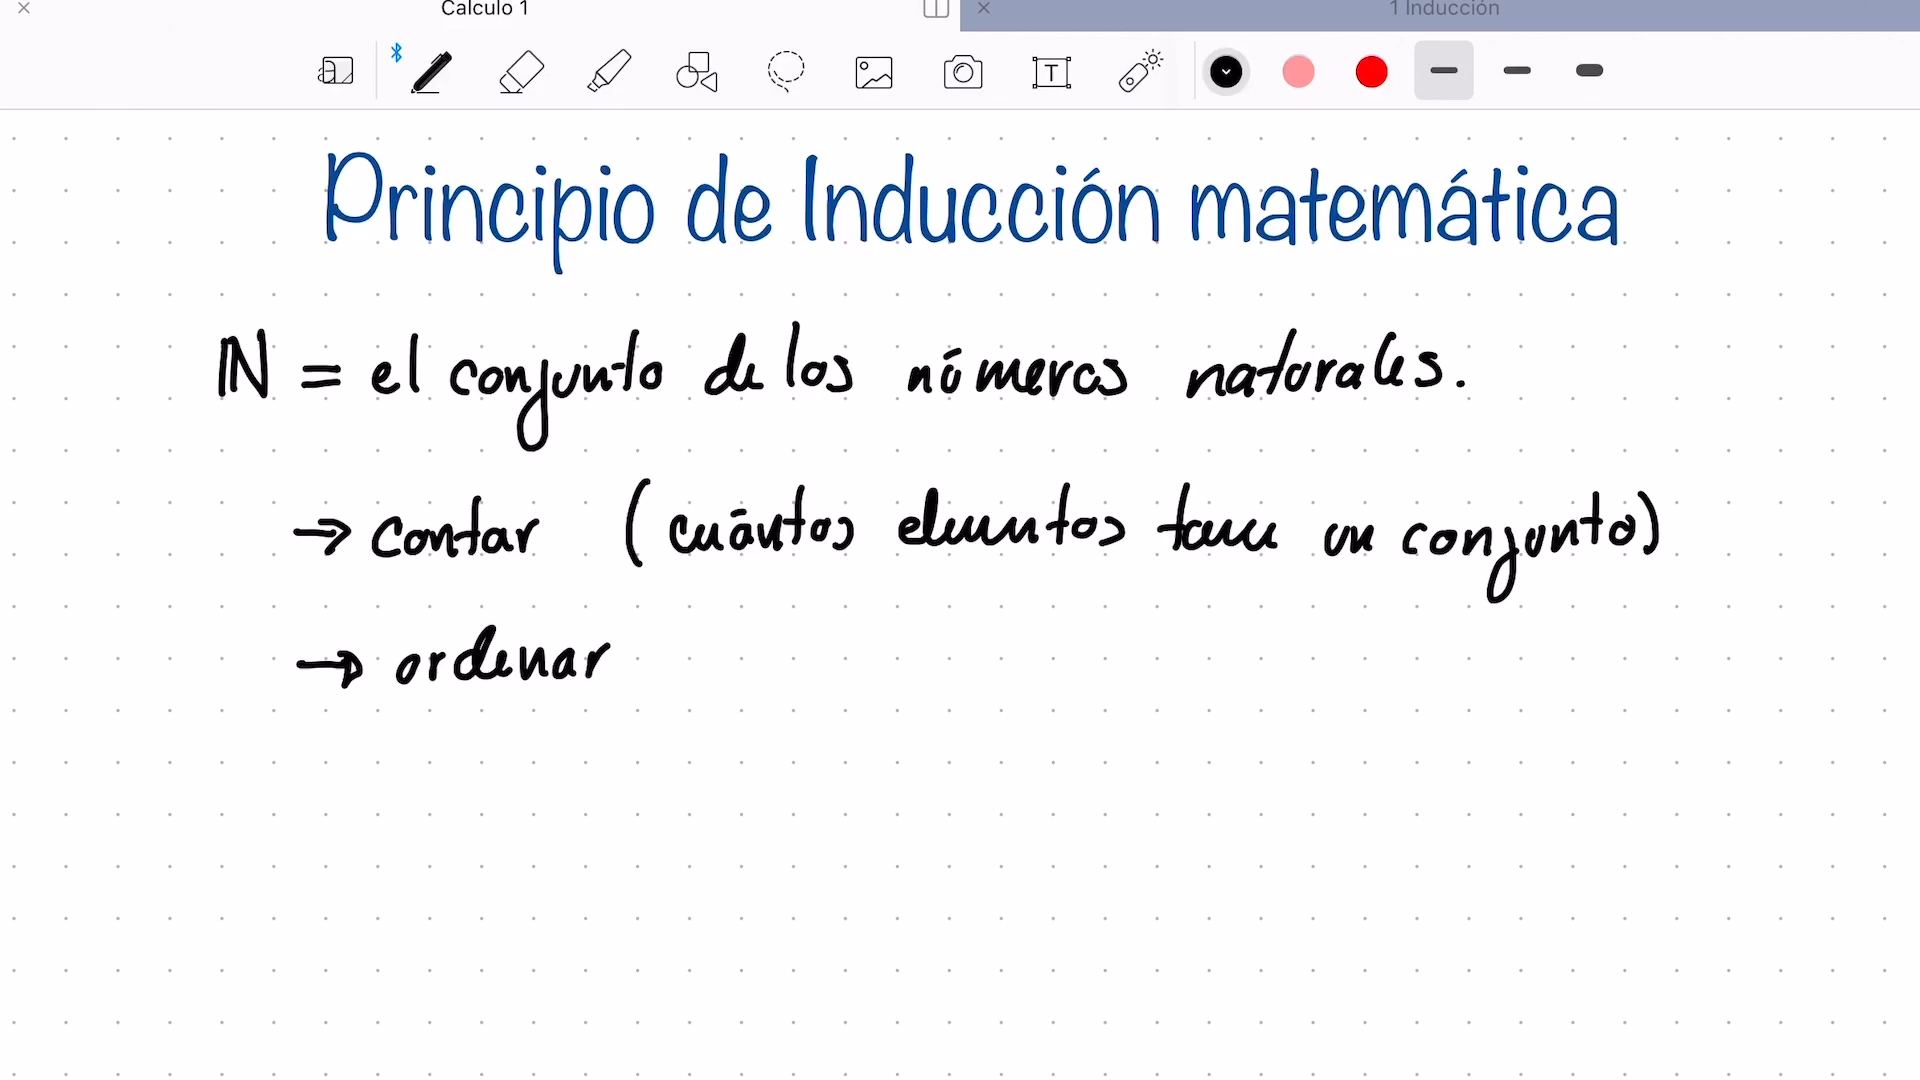 Calculo 1
1 Inducción
T
Principio de Inducción matemática
ℕ = el conjunto de los números naturales.
→ contar (cuántos elementos tiene un conjunto)
→ ordenar